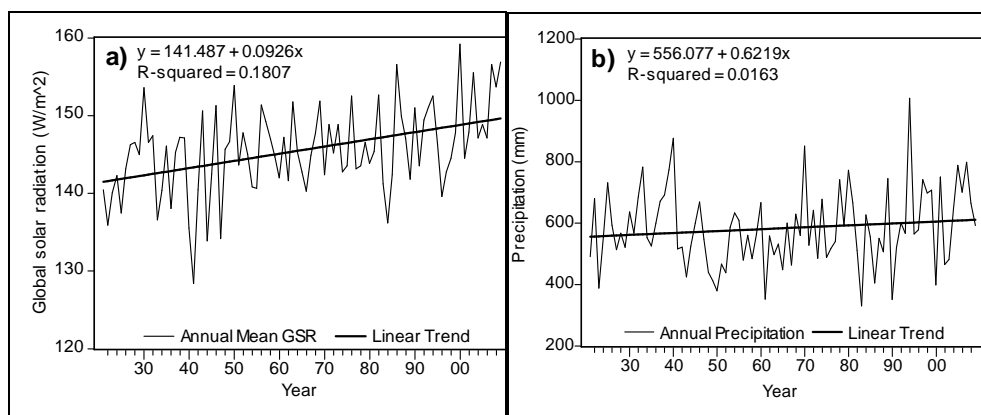 a)
y = 141.487 + 0.0926x
R-squared = 0.1807
Global solar radiation (W/m^2)
160
150
140
130
120
Annual Mean GSR
Linear Trend
30 40 50 60 70 80 90 00
Year
b)
y = 556.077 + 0.6219x
R-squared = 0.0163
Precipitation (mm)
1200
1000
800
600
400
200
Annual Precipitation
Linear Trend
30 40 50 60 70 80 90 00
Year